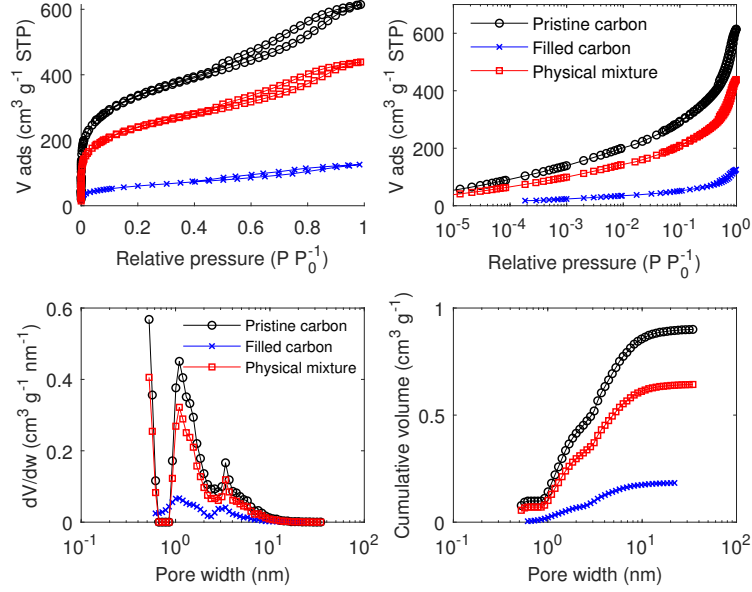 600
400
200
0
V ads (cm³ g⁻¹ STP)
0 0.2 0.4 0.6 0.8 1
Relative pressure (P P₀⁻¹)
Pristine carbon
Filled carbon
Physical mixture
600
400
200
0
V ads (cm³ g⁻¹ STP)
10⁻⁵ 10⁻⁴ 10⁻³ 10⁻² 10⁻¹ 10⁰
Relative pressure (P P₀⁻¹)
Pristine carbon
Filled carbon
Physical mixture
0.6
0.4
0.2
0
dV/dw (cm³ g⁻¹ nm⁻¹)
10⁻¹ 10⁰ 10¹ 10²
Pore width (nm)
1
0.5
0
Cumulative volume (cm³ g⁻¹)
10⁻¹ 10⁰ 10¹ 10²
Pore width (nm)